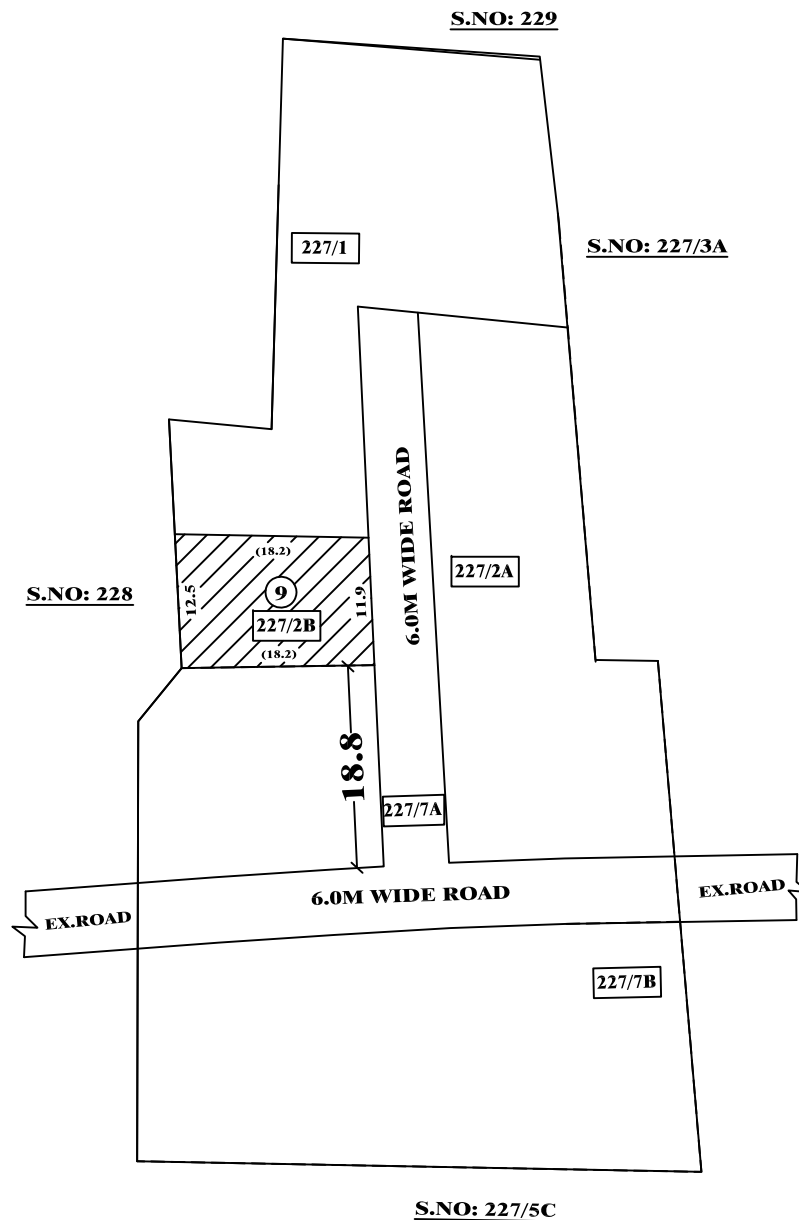 S.NO: 229
227/1
S.NO: 227/3A
6.0M WIDE ROAD
(18.2)
227/2A
S.NO: 228
12.5
9
11.9
227/2B
(18.2)
18.8
227/7A
6.0M WIDE ROAD
EX.ROAD
EX.ROAD
227/7B
S.NO: 227/5C